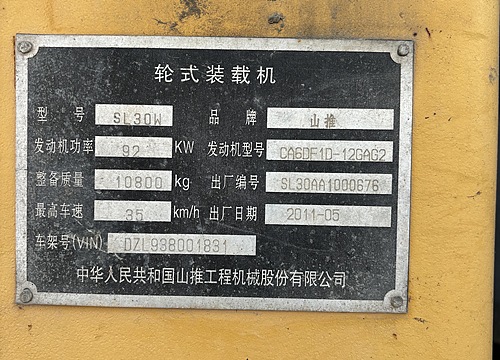 轮式装载机
型号 SL30W 品牌 山推
发动机功率 92 KW 发动机型号 CA6DF1D-12GAG2
整备质量 10800 kg 出厂编号 SL30AA1000676
最高车速 35 km/h 出厂日期 2011-05
车架号(VIN) DZL938001831
中华人民共和国山推工程机械股份有限公司